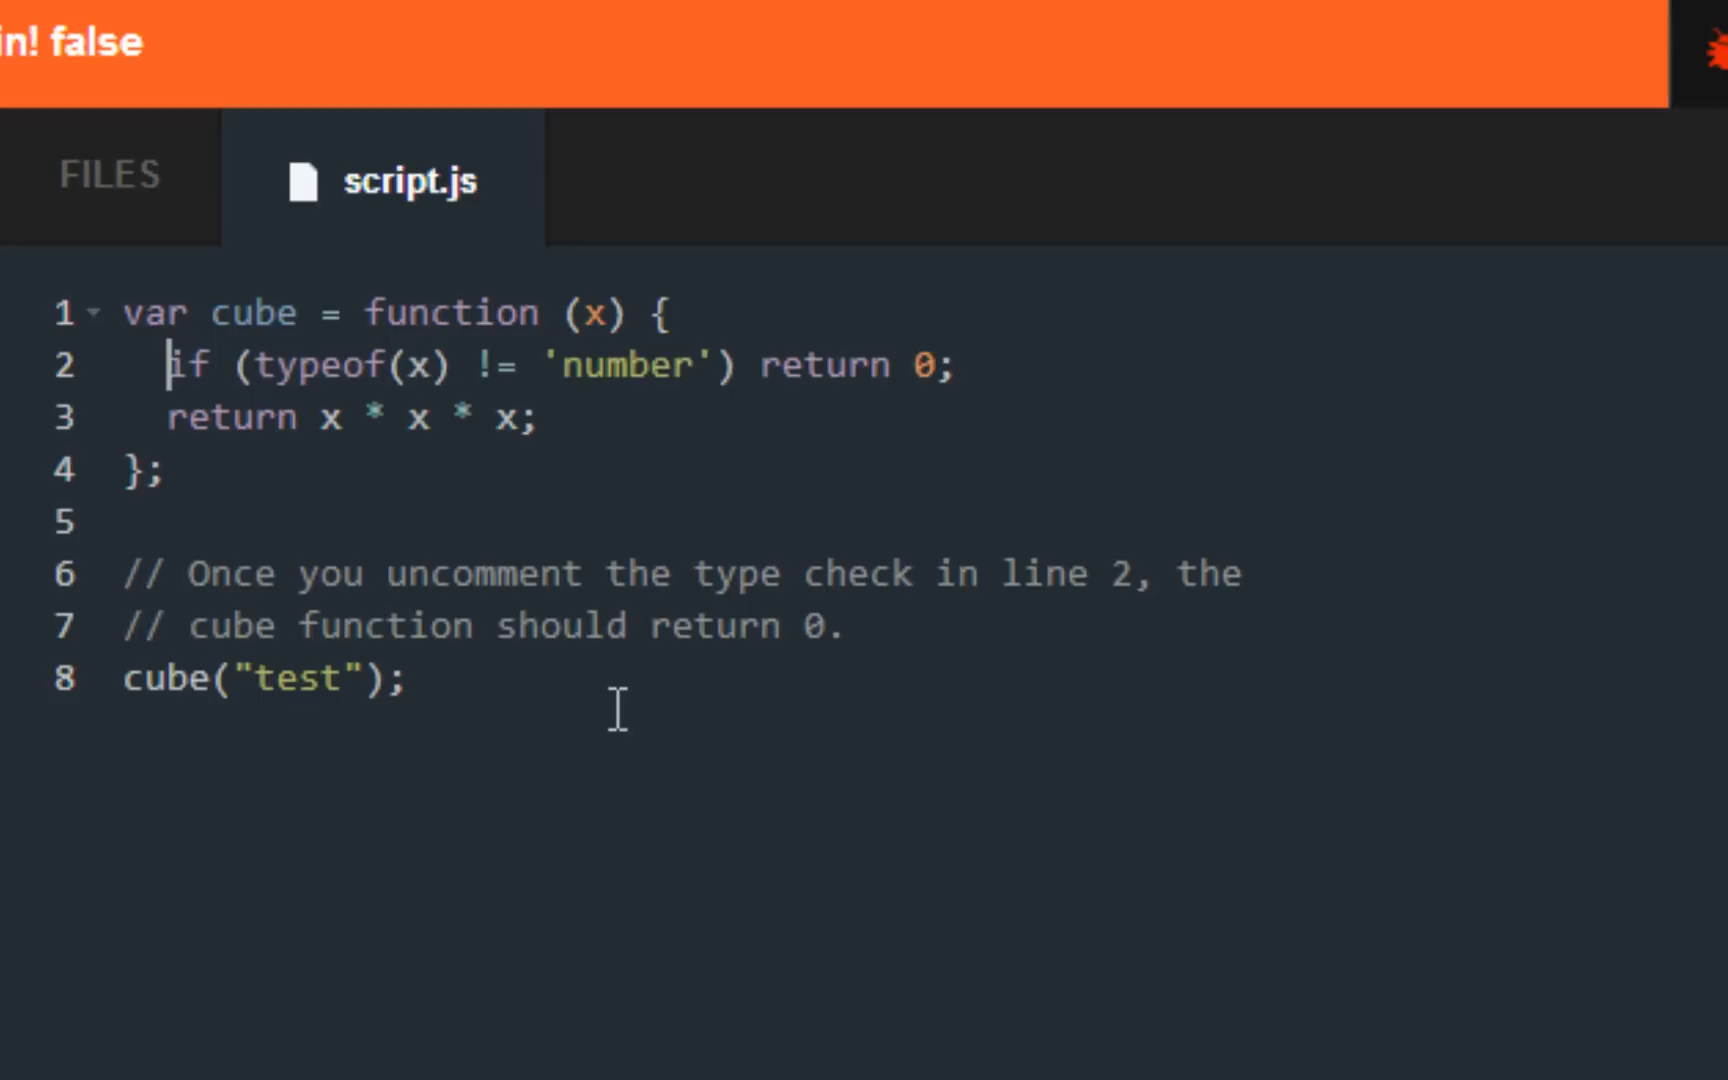 in! false
FILES
script.js
1 var cube = function (x) {
2 if (typeof(x) != 'number') return 0;
3 return x * x * x;
4 };
5
6 // Once you uncomment the type check in line 2, the
7 // cube function should return 0.
8 cube("test");